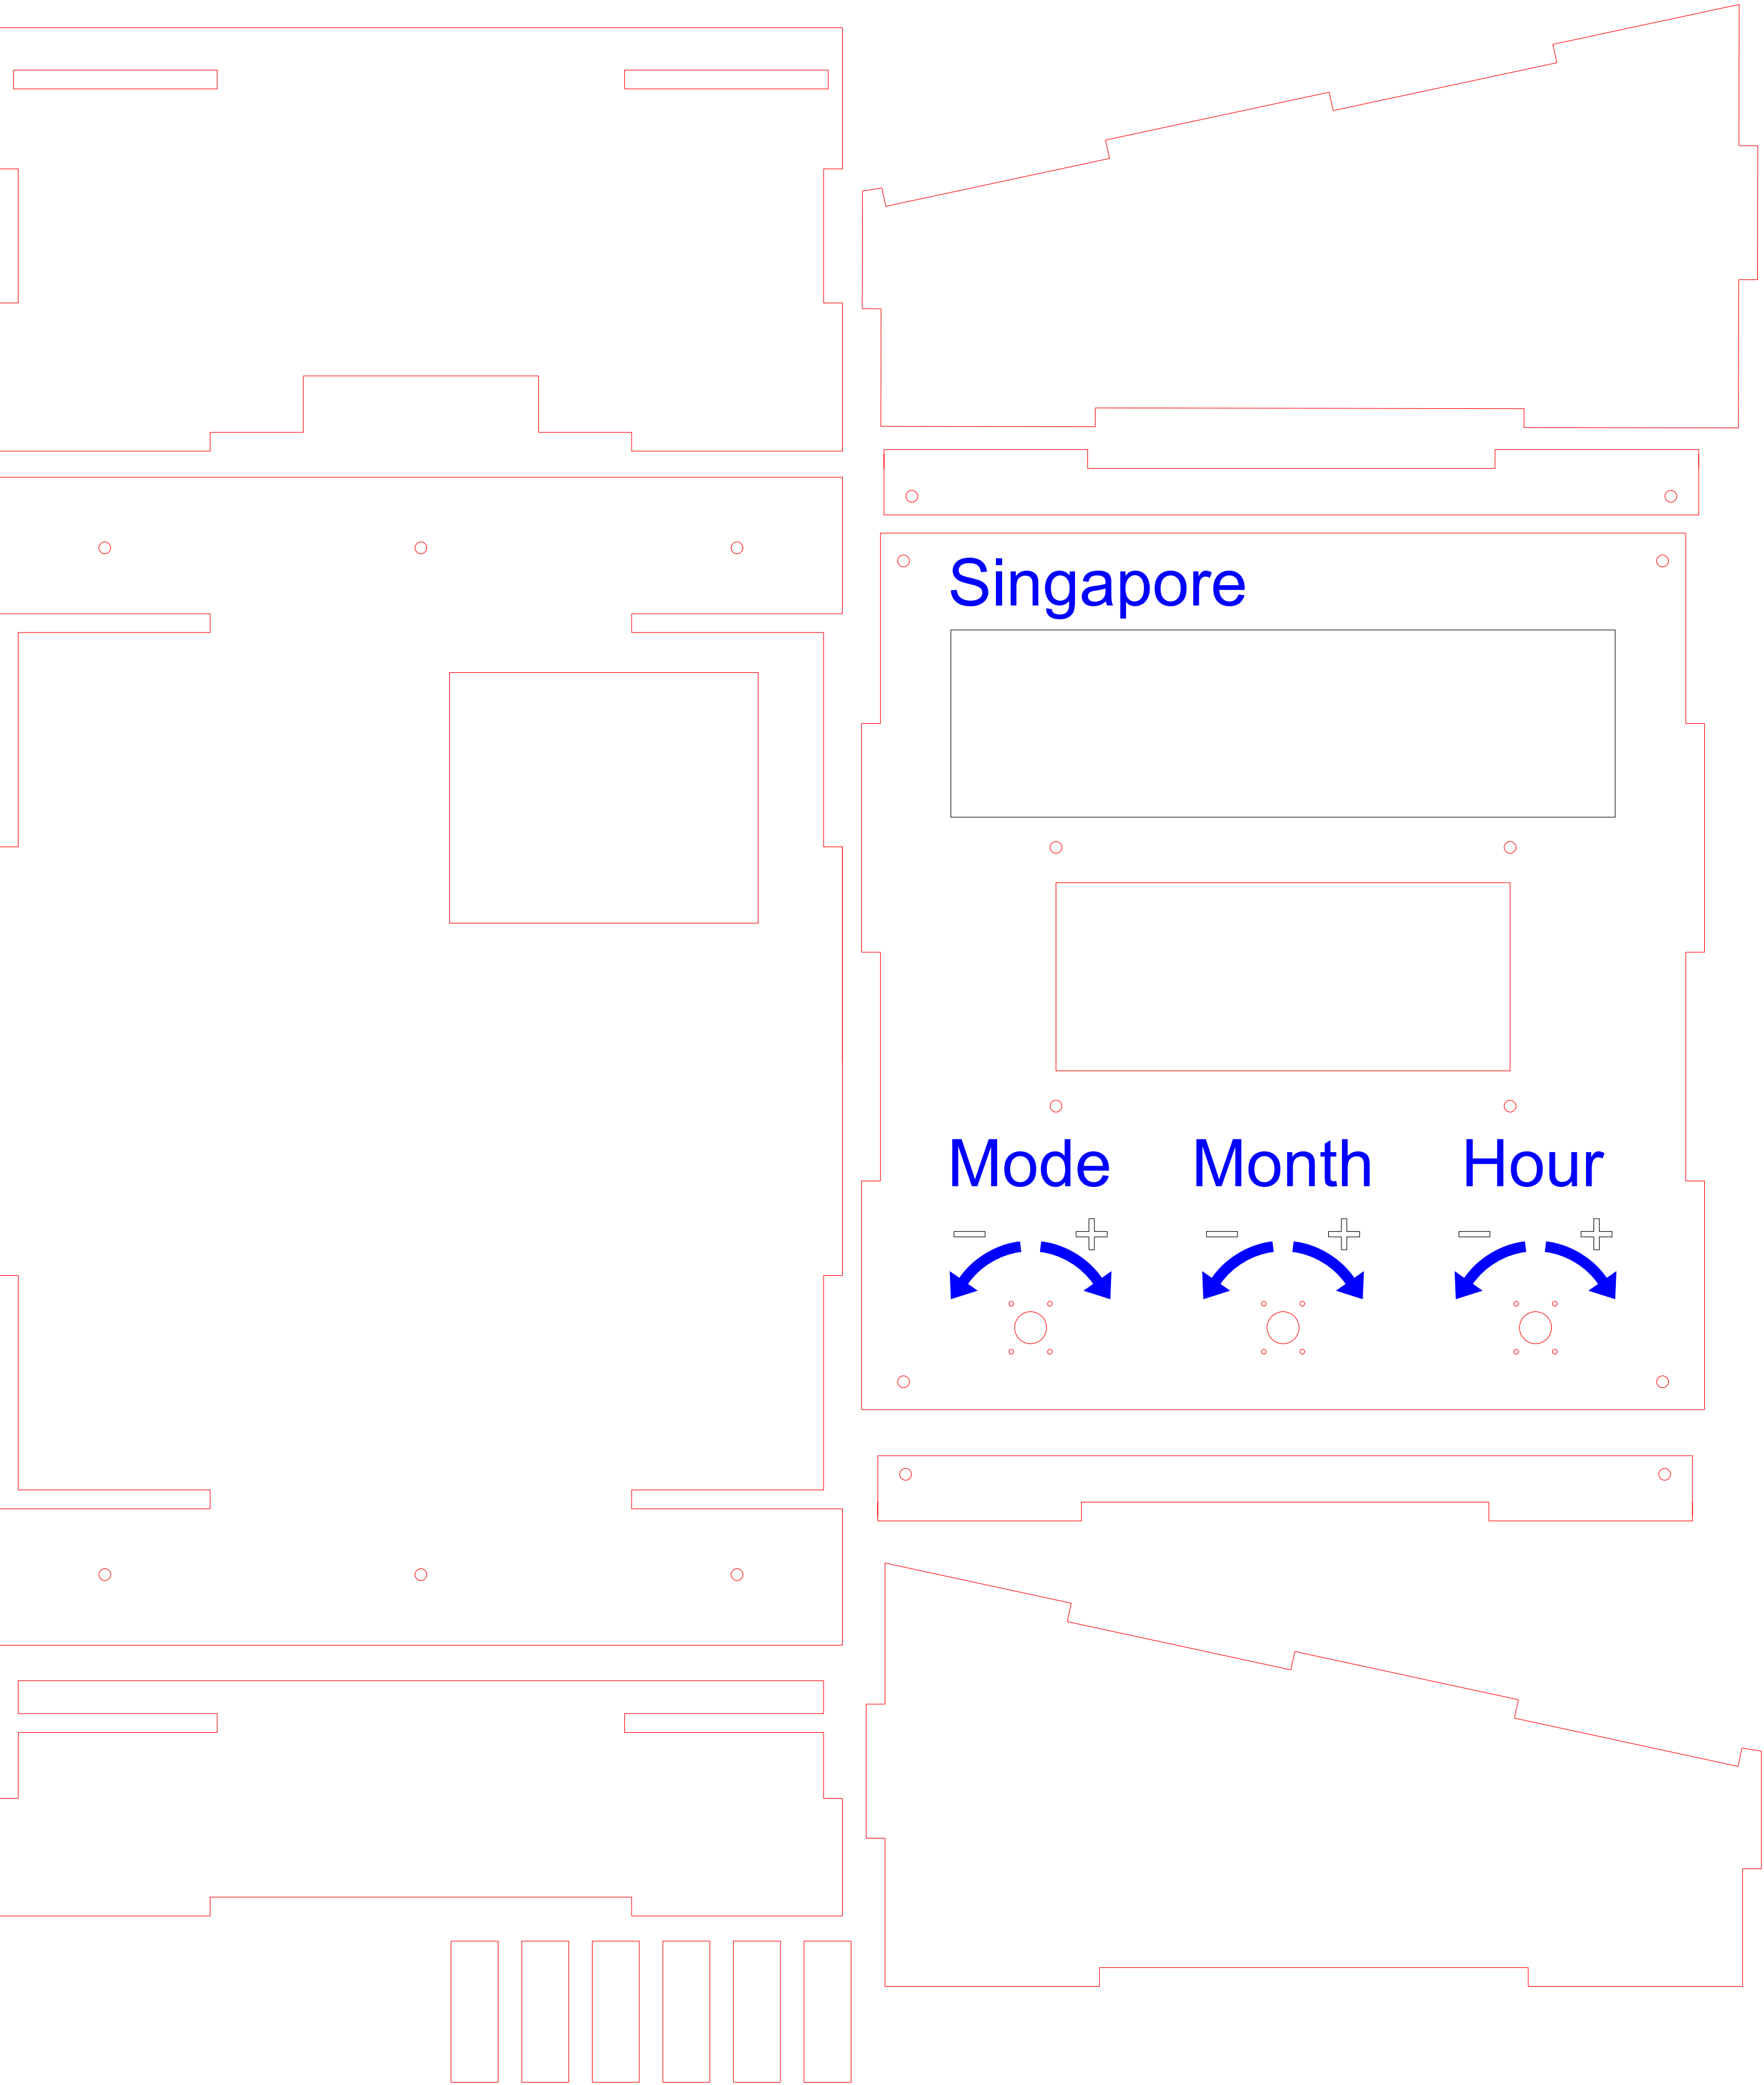 Singapore
Mode Month Hour
− + − + − +